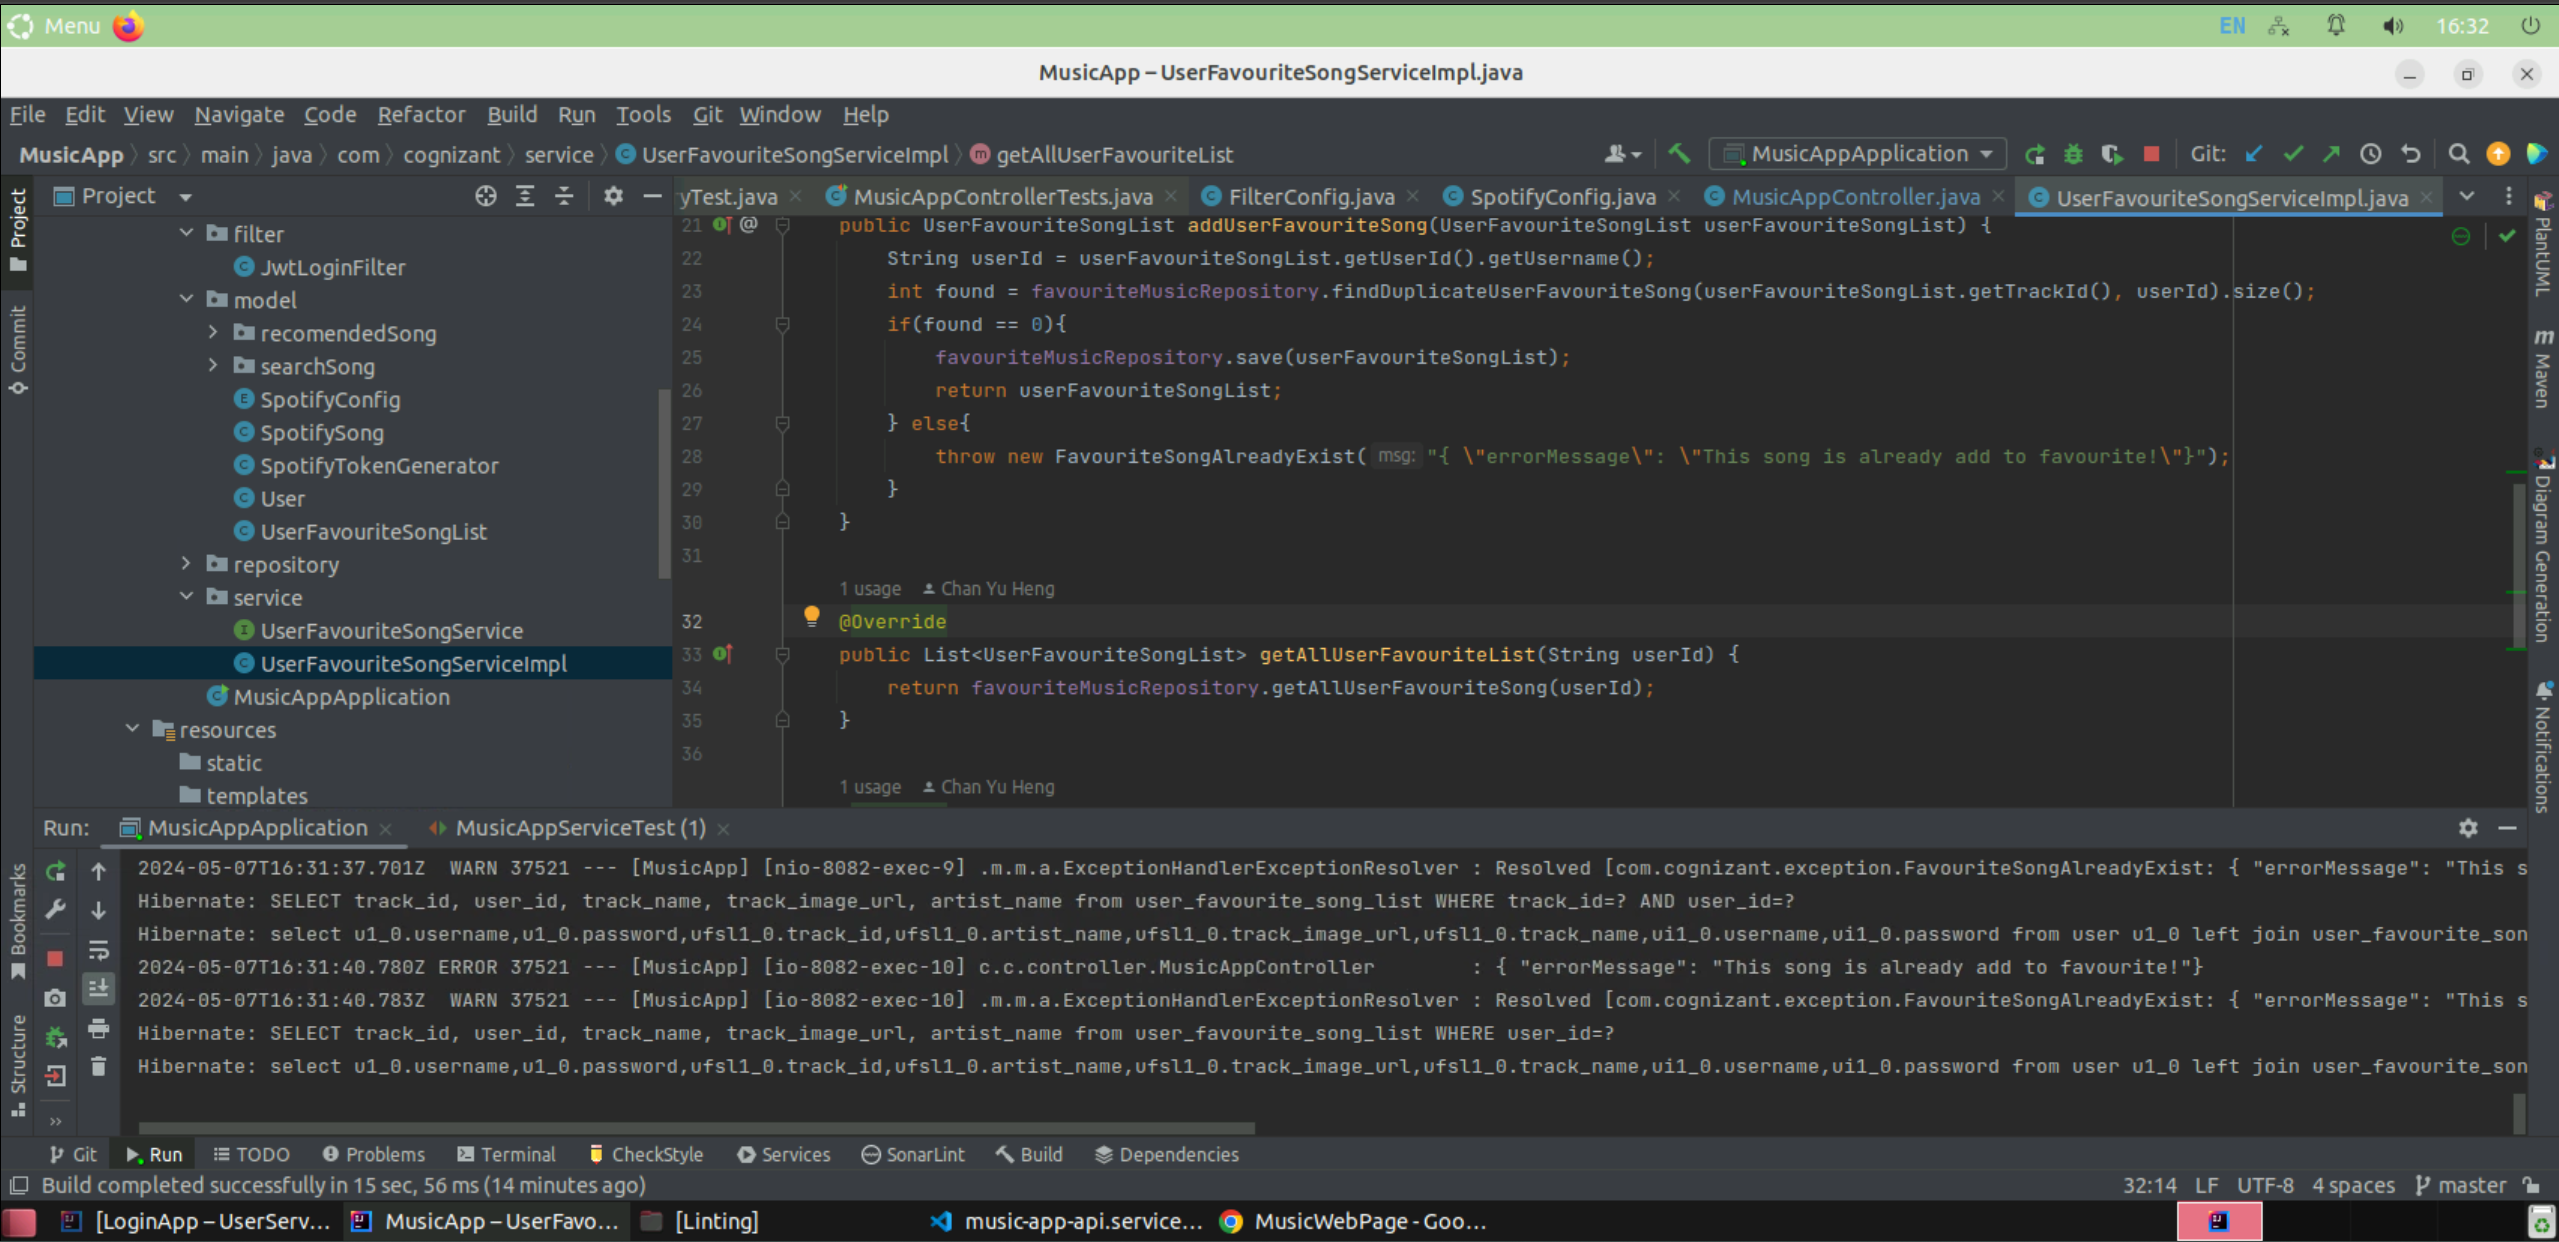 Menu
EN 16:32
MusicApp – UserFavouriteSongServiceImpl.java
File Edit View Navigate Code Refactor Build Run Tools Git Window Help
MusicApp src main java com cognizant service UserFavouriteSongServiceImpl getAllUserFavouriteList
MusicAppApplication Git:
Project
yTest.java MusicAppControllerTests.java FilterConfig.java SpotifyConfig.java MusicAppController.java UserFavouriteSongServiceImpl.java
Project
Commit
Bookmarks
Structure
filter
JwtLoginFilter
model
recomendedSong
searchSong
SpotifyConfig
SpotifySong
SpotifyTokenGenerator
User
UserFavouriteSongList
repository
service
UserFavouriteSongService
UserFavouriteSongServiceImpl
MusicAppApplication
resources
static
templates
21 @ public UserFavouriteSongList addUserFavouriteSong(UserFavouriteSongList userFavouriteSongList) {
22 String userId = userFavouriteSongList.getUserId().getUsername();
23 int found = favouriteMusicRepository.findDuplicateUserFavouriteSong(userFavouriteSongList.getTrackId(), userId).size();
24 if(found == 0){
25 favouriteMusicRepository.save(userFavouriteSongList);
26 return userFavouriteSongList;
27 } else{
28 throw new FavouriteSongAlreadyExist( msg: "{ \"errorMessage\": \"This song is already add to favourite!\"}");
29 }
30 }
31
1 usage Chan Yu Heng
32 @Override
33 public List<UserFavouriteSongList> getAllUserFavouriteList(String userId) {
34 return favouriteMusicRepository.getAllUserFavouriteSong(userId);
35 }
36
1 usage Chan Yu Heng
PlantUML
Maven
Diagram Generation
Notifications
Run: MusicAppApplication MusicAppServiceTest (1)
2024-05-07T16:31:37.701Z  WARN 37521 --- [MusicApp] [nio-8082-exec-9] .m.m.a.ExceptionHandlerExceptionResolver : Resolved [com.cognizant.exception.FavouriteSongAlreadyExist: { "errorMessage": "This s
Hibernate: SELECT track_id, user_id, track_name, track_image_url, artist_name from user_favourite_song_list WHERE track_id=? AND user_id=?
Hibernate: select u1_0.username,u1_0.password,ufsl1_0.track_id,ufsl1_0.artist_name,ufsl1_0.track_image_url,ufsl1_0.track_name,ui1_0.username,ui1_0.password from user u1_0 left join user_favourite_son
2024-05-07T16:31:40.780Z ERROR 37521 --- [MusicApp] [io-8082-exec-10] c.c.controller.MusicAppController : { "errorMessage": "This song is already add to favourite!"}
2024-05-07T16:31:40.783Z  WARN 37521 --- [MusicApp] [io-8082-exec-10] .m.m.a.ExceptionHandlerExceptionResolver : Resolved [com.cognizant.exception.FavouriteSongAlreadyExist: { "errorMessage": "This s
Hibernate: SELECT track_id, user_id, track_name, track_image_url, artist_name from user_favourite_song_list WHERE user_id=?
Hibernate: select u1_0.username,u1_0.password,ufsl1_0.track_id,ufsl1_0.artist_name,ufsl1_0.track_image_url,ufsl1_0.track_name,ui1_0.username,ui1_0.password from user u1_0 left join user_favourite_son
Git Run TODO Problems Terminal CheckStyle Services SonarLint Build Dependencies
Build completed successfully in 15 sec, 56 ms (14 minutes ago) 32:14 LF UTF-8 4 spaces master
[LoginApp – UserServ... MusicApp – UserFavo... [Linting] music-app-api.service... MusicWebPage - Goo...